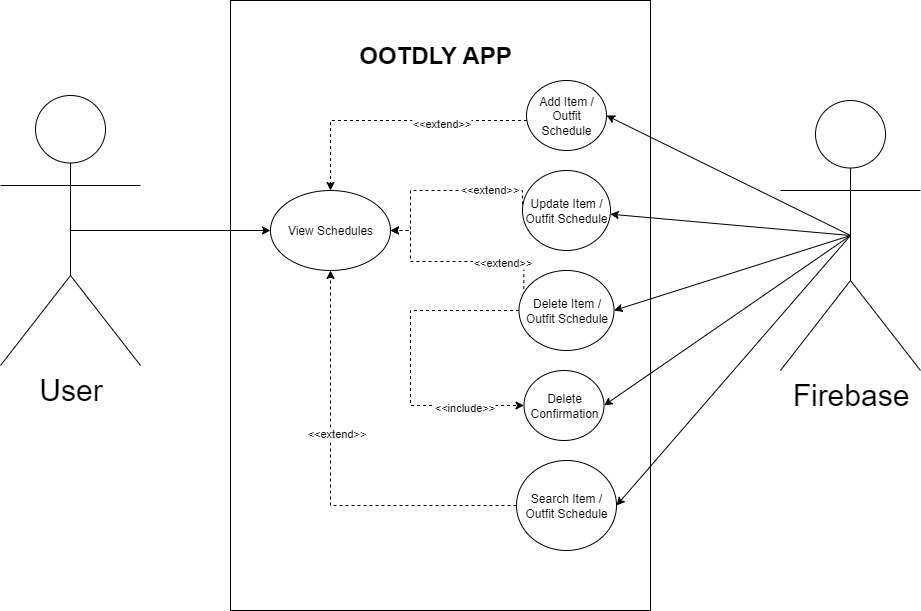 OOTDLY APP
Add Item /
Outfit
Schedule
<<extend>>
<<extend>>
Update Item /
Outfit Schedule
View Schedules
<<extend>>
Delete Item /
Outfit Schedule
User
Firebase
Delete
Confirmation
<<include>>
<<extend>>
Search Item /
Outfit Schedule